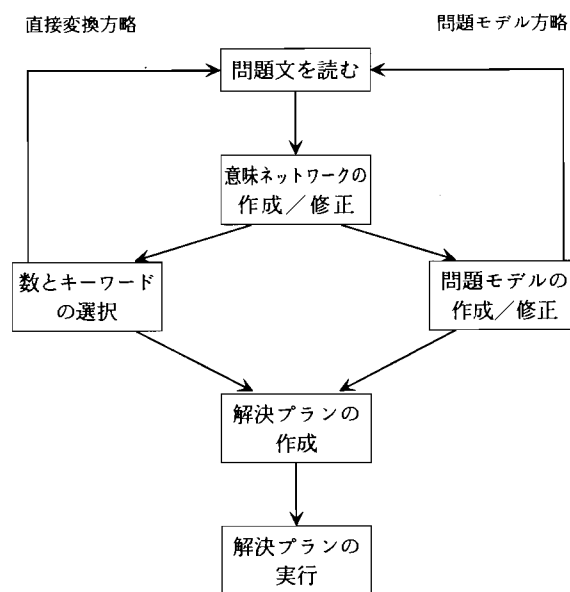 直接変換方略
問題モデル方略
問題文を読む
意味ネットワークの
作成／修正
数とキーワード
の選択
問題モデルの
作成／修正
解決プランの
作成
解決プランの
実行